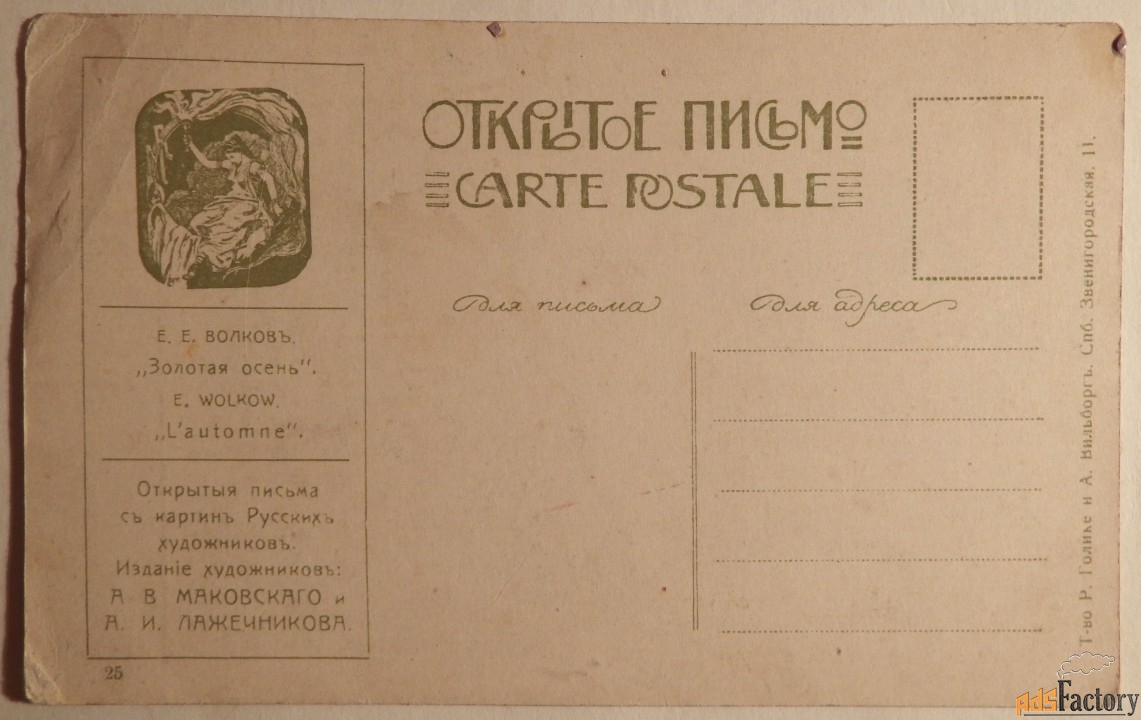 ОТКРЫТОЕ ПИСЬМО
CARTE POSTALE
Е. Е. ВОЛКОВЪ.
„Золотая осень".
E. WOLKOW.
„L'automne".
Открытыя письма
съ картинъ Русскихъ
художниковъ.
Изданіе художниковъ:
А В МАКОВСКАГО и
А. И. ЛАЖЕЧНИКОВА.
25
Для письма
Для адреса
Т-во Р. Голике и А. Вильборгъ. Спб. Звенигородская, 11.
AdsFactory